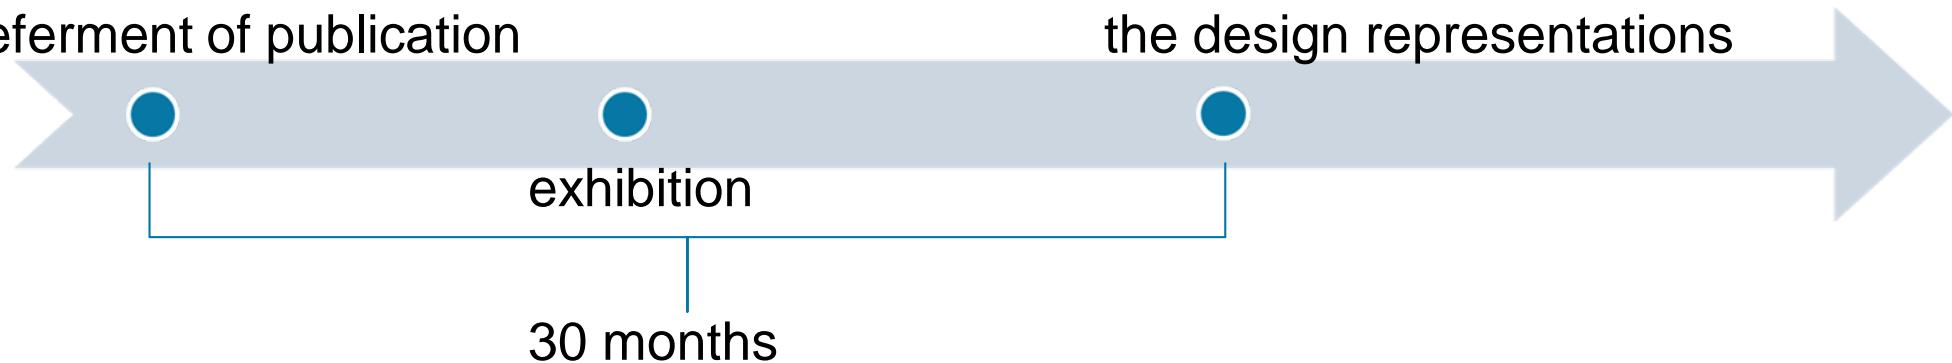 eferment of publication
the design representations
exhibition
30 months